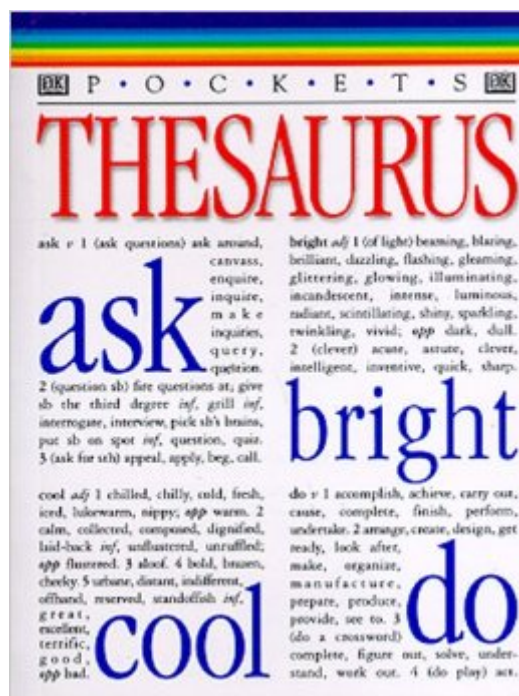 DK P·O·C·K·E·T·S DK
THESAURUS
ask v 1 (ask questions) ask around,
canvass,
enquire,
inquire,
make
inquiries,
query,
question.
ask
2 (question sb) fire questions at, give
sb the third degree inf, grill inf,
interrogate, interview, pick sb's brains,
put sb on spot inf, question, quiz.
3 (ask for sth) appeal, apply, beg, call.
bright adj 1 (of light) beaming, blazing,
brilliant, dazzling, flashing, gleaming,
glittering, glowing, illuminating,
incandescent, intense, luminous,
radiant, scintillating, shiny, sparkling,
twinkling, vivid; opp dark, dull.
2 (clever) acute, astute, clever,
intelligent, inventive, quick, sharp.
bright
cool adj 1 chilled, chilly, cold, fresh,
iced, lukewarm, nippy; opp warm. 2
calm, collected, composed, dignified,
laid-back inf, unflustered, unruffled;
opp flustered. 3 aloof. 4 bold, brazen,
cheeky. 5 urbane, distant, indifferent,
offhand, reserved, standoffish inf,
great,
excellent,
terrific,
good,
opp bad.
cool
do v 1 accomplish, achieve, carry out,
cause, complete, finish, perform,
undertake. 2 arrange, create, design, get
ready, look after,
make, organize,
manufacture,
prepare, produce,
provide, see to. 3
(do a crossword)
do
complete, figure out, solve, under-
stand, work out. 4 (do play) act.